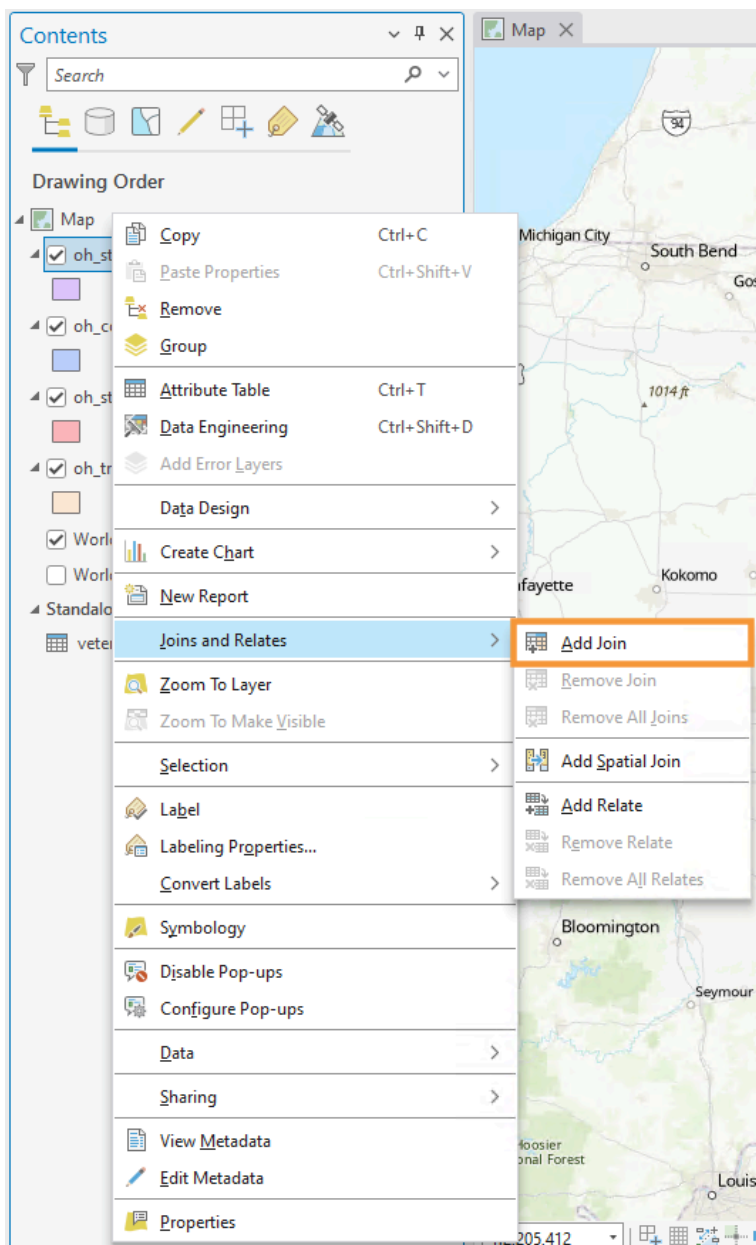 Contents
Map
Search
94
Drawing Order
Map
oh_st
oh_c
oh_st
oh_tr
Worl
Worl
Standalo
veter
Copy Ctrl+C
Paste Properties Ctrl+Shift+V
Remove
Group
Attribute Table Ctrl+T
Data Engineering Ctrl+Shift+D
Add Error Layers
Data Design
Create Chart
New Report
Joins and Relates
Zoom To Layer
Zoom To Make Visible
Selection
Label
Labeling Properties...
Convert Labels
Symbology
Disable Pop-ups
Configure Pop-ups
Data
Sharing
View Metadata
Edit Metadata
Properties
Add Join
Remove Join
Remove All Joins
Add Spatial Join
Add Relate
Remove Relate
Remove All Relates
Michigan City
South Bend
Gos
1014 ft
Kokomo
fayette
Bloomington
Seymour
Hoosier
onal Forest
Louis
205,412